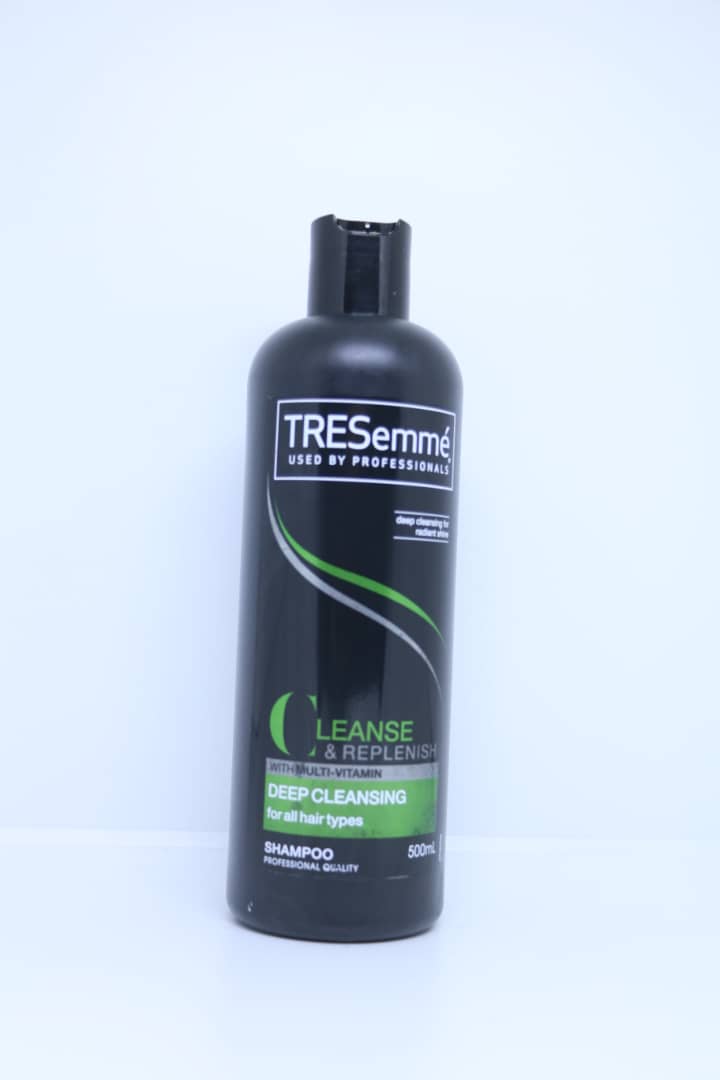 TRESemmé
USED BY PROFESSIONALS
deep cleansing for
radiant shine
CLEANSE
& REPLENISH
WITH MULTI-VITAMIN
DEEP CLEANSING
for all hair types
SHAMPOO
PROFESSIONAL QUALITY
500mL